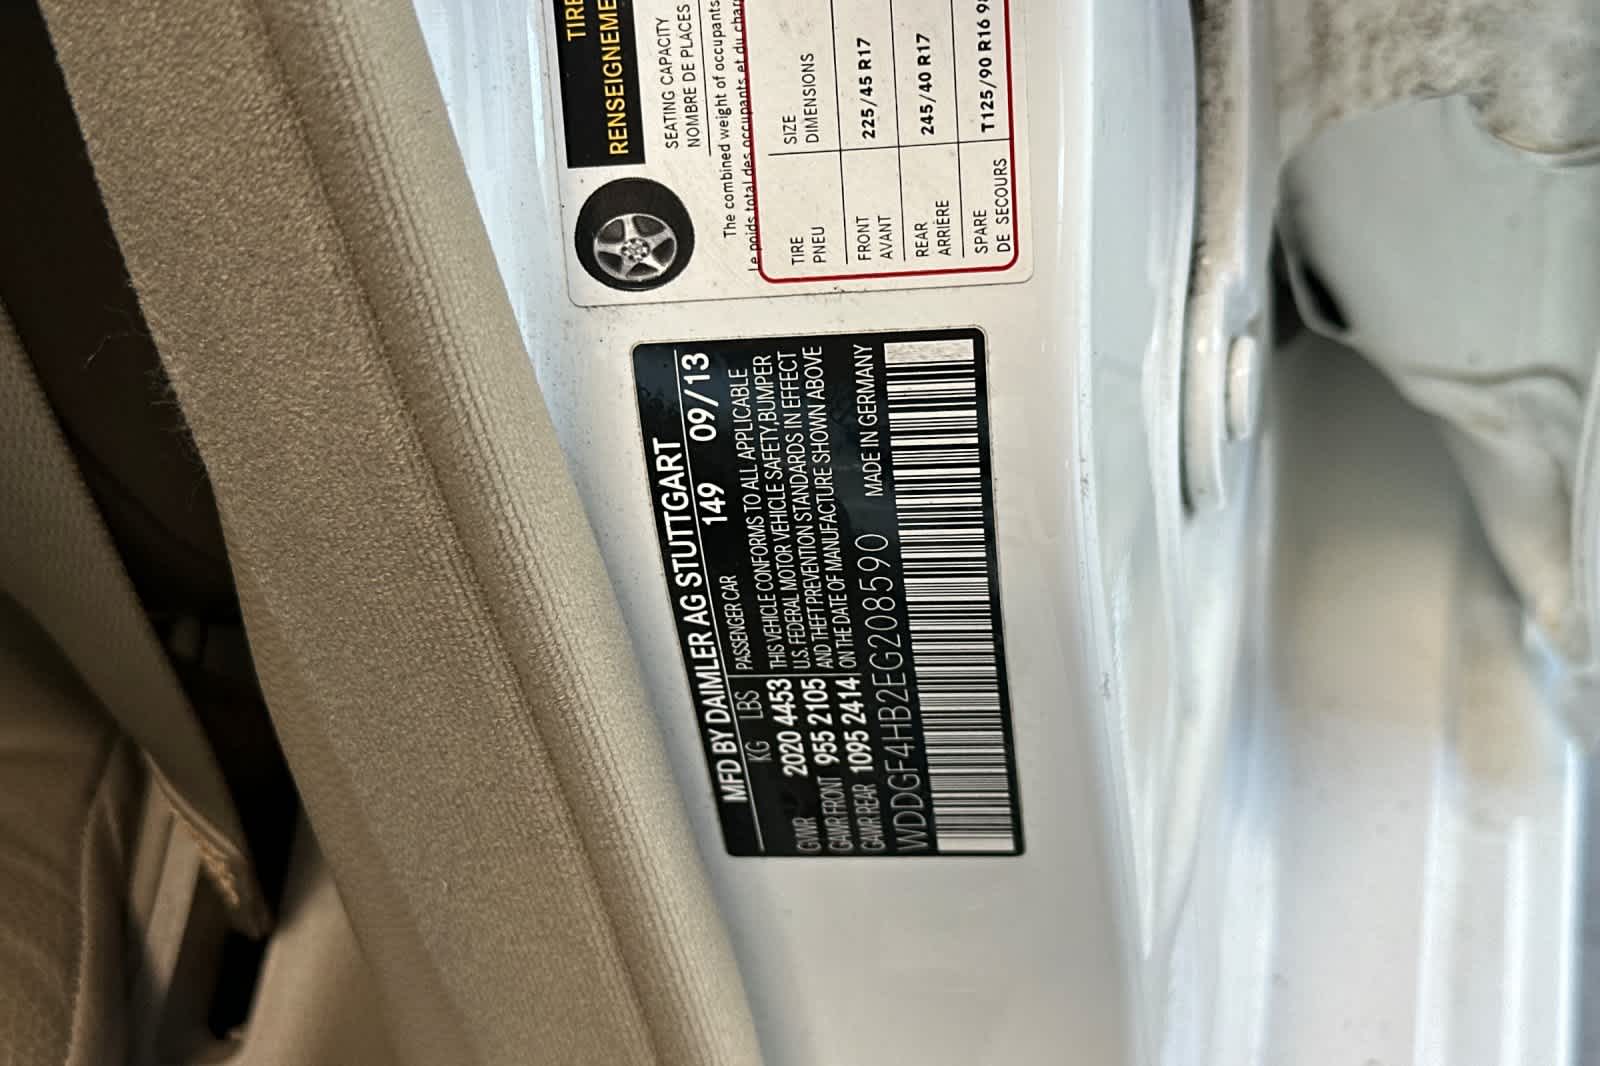 TIRE
RENSEIGNEME
SEATING CAPACITY
NOMBRE DE PLACES
The combined weight of occupants
Le poids total des occupants et du char
TIRE SIZE
PNEU DIMENSIONS
FRONT 225/45 R17
AVANT
REAR 245/40 R17
ARRIÈRE
SPARE T125/90 R16
DE SECOURS
MFD BY DAIMLER AG STUTTGART
149 09/13
KG LBS PASSENGER CAR
GVWR 2020 4453 THIS VEHICLE CONFORMS TO ALL APPLICABLE
GAWR FRONT 955 2105 U.S. FEDERAL MOTOR VEHICLE SAFETY,BUMPER
GAWR REAR 1095 2414 AND THEFT PREVENTION STANDARDS IN EFFECT
ON THE DATE OF MANUFACTURE SHOWN ABOVE
WDDGF4HB2EG208590 MADE IN GERMANY